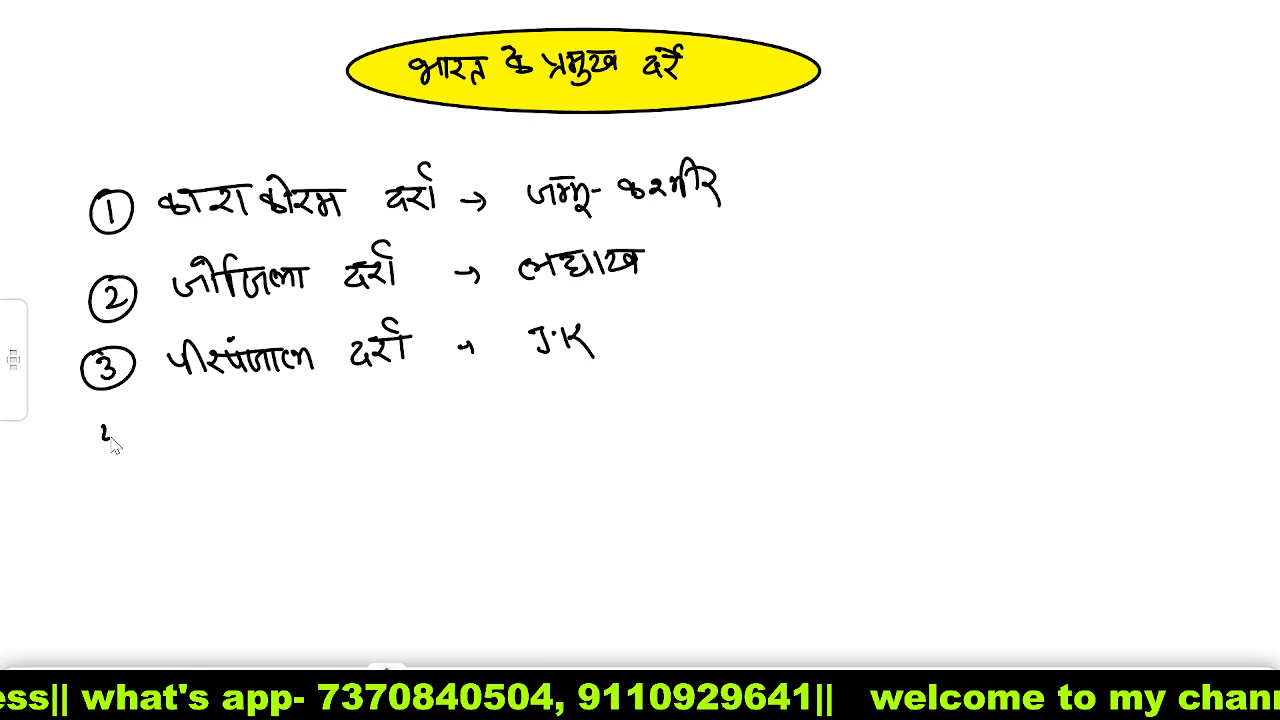 भारत के प्रमुख दर्रे
① काराकोरम दर्रा → जम्मू-कश्मीर
② जोजिला दर्रा → लद्याख
③ पीरपंजाल दर्रा → J.K
ess|| what's app- 7370840504, 9110929641|| welcome to my chann